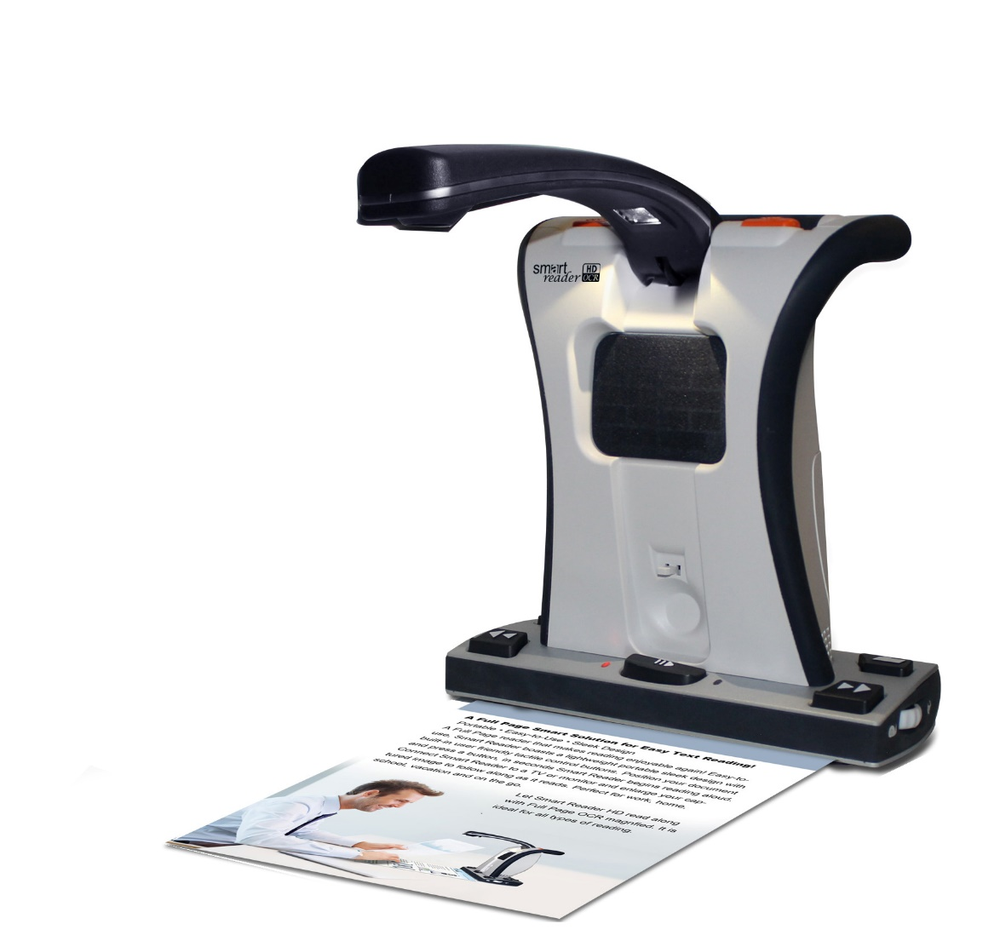 smart
reader HD
OCR
A Full Page Smart Solution for Easy Text Reading!
Portable • Easy-to-Use • Sleek Design
A Full Page reader that makes reading enjoyable again! Easy-to-
use, Smart Reader boasts a lightweight portable sleek design with
built-in user friendly tactile control buttons. Position your document
and press a button, in seconds Smart Reader begins reading aloud.
Connect Smart Reader to a TV or monitor and enlarge your cap-
tured image to follow along as it reads. Perfect for work, home,
school, vacation and on the go.
Let Smart Reader HD read along
with Full Page OCR magnified. It is
ideal for all types of reading.